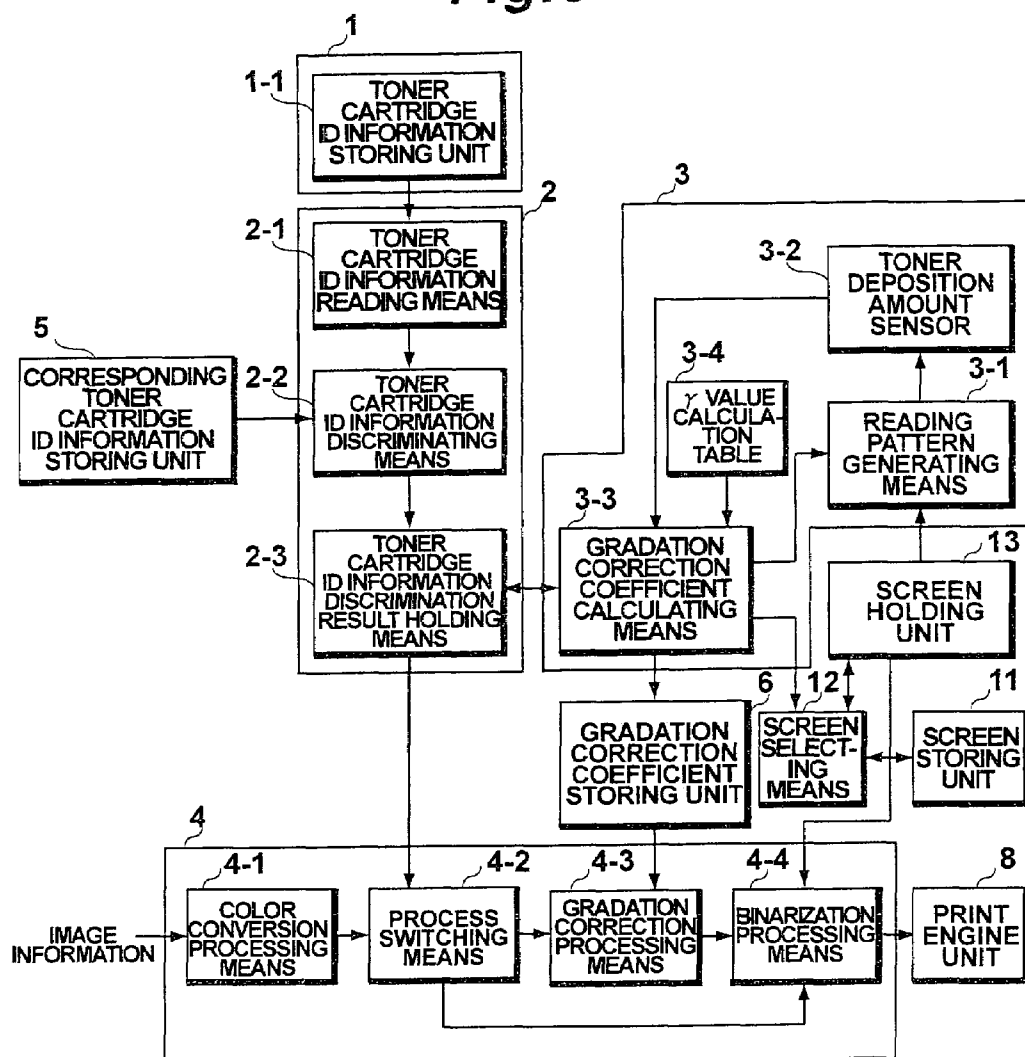 1
1-1
TONER
CARTRIDGE
ID INFORMATION
STORING UNIT
2
2-1
TONER
CARTRIDGE
ID INFORMATION
READING MEANS
3
3-2
TONER
DEPOSITION
AMOUNT
SENSOR
5
CORRESPONDING
TONER
CARTRIDGE
ID INFORMATION
STORING UNIT
2-2
TONER
CARTRIDGE
ID INFORMATION
DISCRIMINATING
MEANS
3-4
γ VALUE
CALCULA-
TION
TABLE
3-1
READING
PATTERN
GENERATING
MEANS
2-3
TONER
CARTRIDGE
ID INFORMATION
DISCRIMINATION
RESULT HOLDING
MEANS
3-3
GRADATION
CORRECTION
COEFFICIENT
CALCULATING
MEANS
13
SCREEN
HOLDING
UNIT
6
GRADATION
CORRECTION
COEFFICIENT
STORING UNIT
12
SCREEN
SELECT-
ING
MEANS
11
SCREEN
STORING
UNIT
4
IMAGE
INFORMATION
4-1
COLOR
CONVERSION
PROCESSING
MEANS
4-2
PROCESS
SWITCHING
MEANS
4-3
GRADATION
CORRECTION
PROCESSING
MEANS
4-4
BINARIZATION
PROCESSING
MEANS
8
PRINT
ENGINE
UNIT